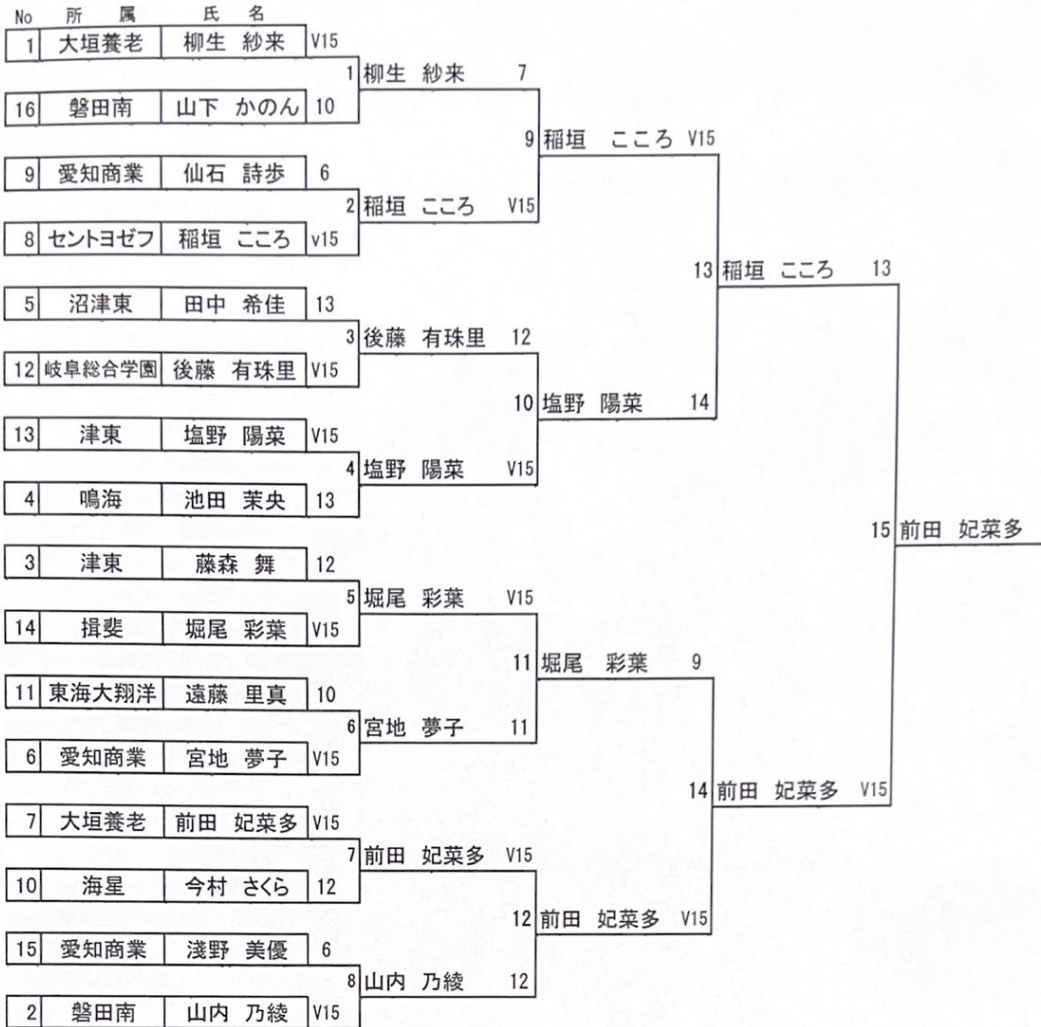 No 所 属 氏 名
1 大垣養老 柳生 紗来 V15
1 柳生 紗来 7
16 磐田南 山下 かのん 10
9 稲垣 こころ V15
9 愛知商業 仙石 詩歩 6
2 稲垣 こころ V15
8 セントヨゼフ 稲垣 こころ v15
13 稲垣 こころ 13
5 沼津東 田中 希佳 13
3 後藤 有珠里 12
12 岐阜総合学園 後藤 有珠里 V15
10 塩野 陽菜 14
13 津東 塩野 陽菜 V15
4 塩野 陽菜 V15
4 鳴海 池田 茉央 13
15 前田 妃菜多
3 津東 藤森 舞 12
5 堀尾 彩葉 V15
14 揖斐 堀尾 彩葉 V15
11 堀尾 彩葉 9
11 東海大翔洋 遠藤 里真 10
6 宮地 夢子 11
6 愛知商業 宮地 夢子 V15
14 前田 妃菜多 V15
7 大垣養老 前田 妃菜多 V15
7 前田 妃菜多 V15
10 海星 今村 さくら 12
12 前田 妃菜多 V15
15 愛知商業 淺野 美優 6
8 山内 乃綾 12
2 磐田南 山内 乃綾 V15